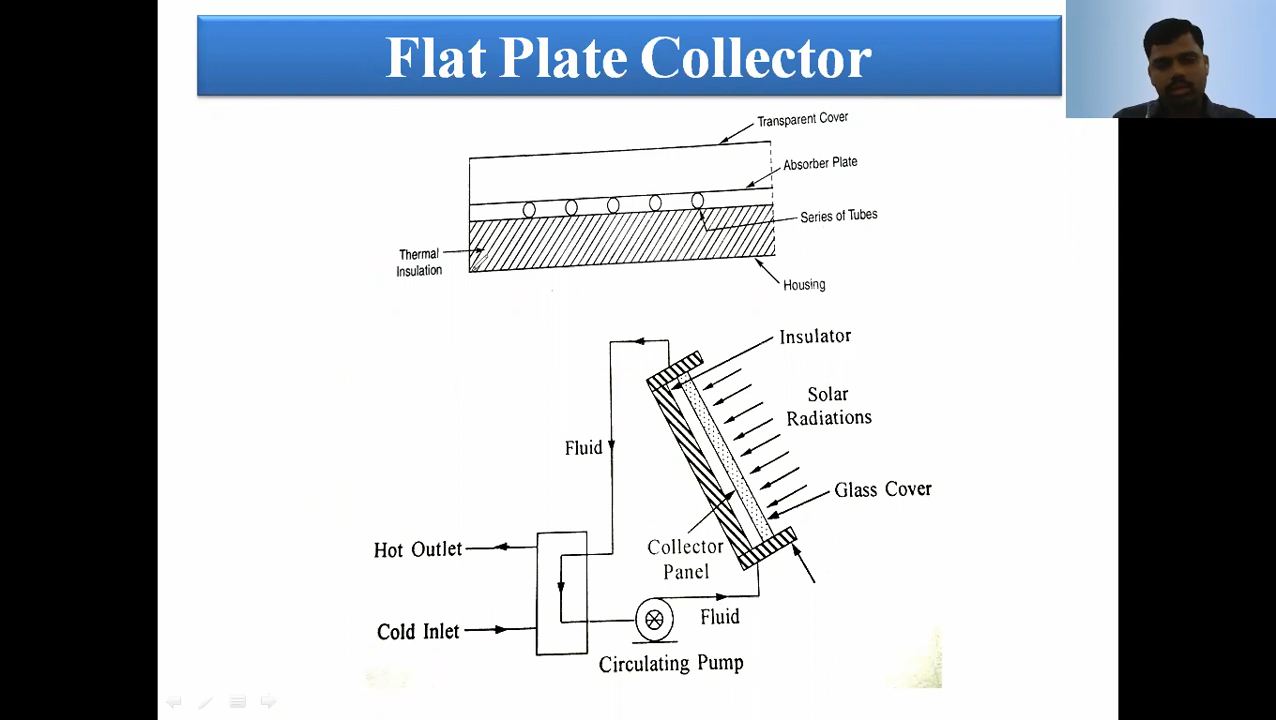 Flat Plate Collector
Transparent Cover
Absorber Plate
Series of Tubes
Thermal
Insulation
Housing
Insulator
Solar
Radiations
Fluid
Glass Cover
Hot Outlet
Collector
Panel
Fluid
Cold Inlet
Circulating Pump